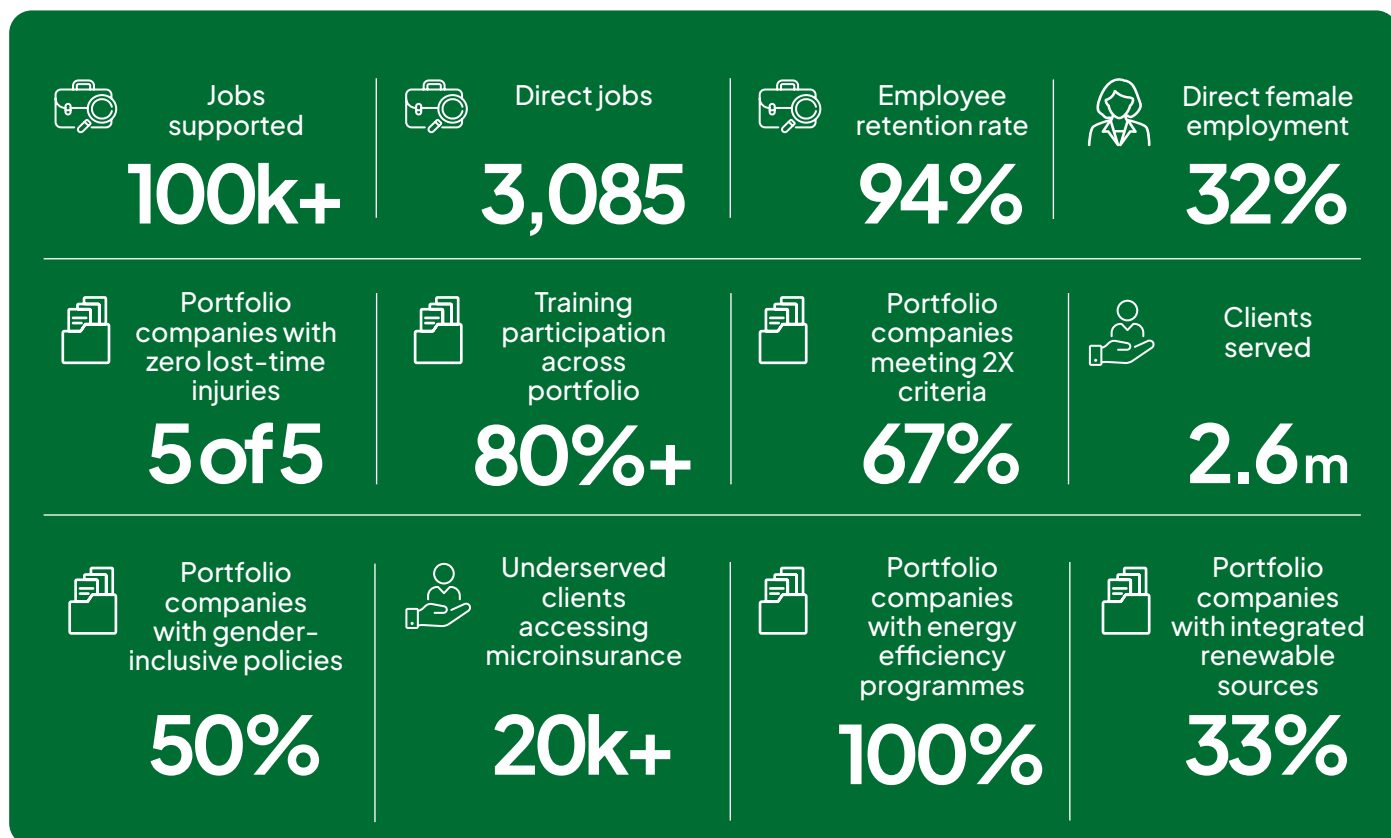 Jobs
supported
100k+
Direct jobs
3,085
Employee
retention rate
94%
Direct female
employment
32%
Portfolio
companies with
zero lost-time
injuries
5 of 5
Training
participation
across
portfolio
80%+
Portfolio
companies
meeting 2X
criteria
67%
Clients
served
2.6m
Portfolio
companies
with gender-
inclusive policies
50%
Underserved
clients
accessing
microinsurance
20k+
Portfolio
companies
with energy
efficiency
programmes
100%
Portfolio
companies
with integrated
renewable
sources
33%